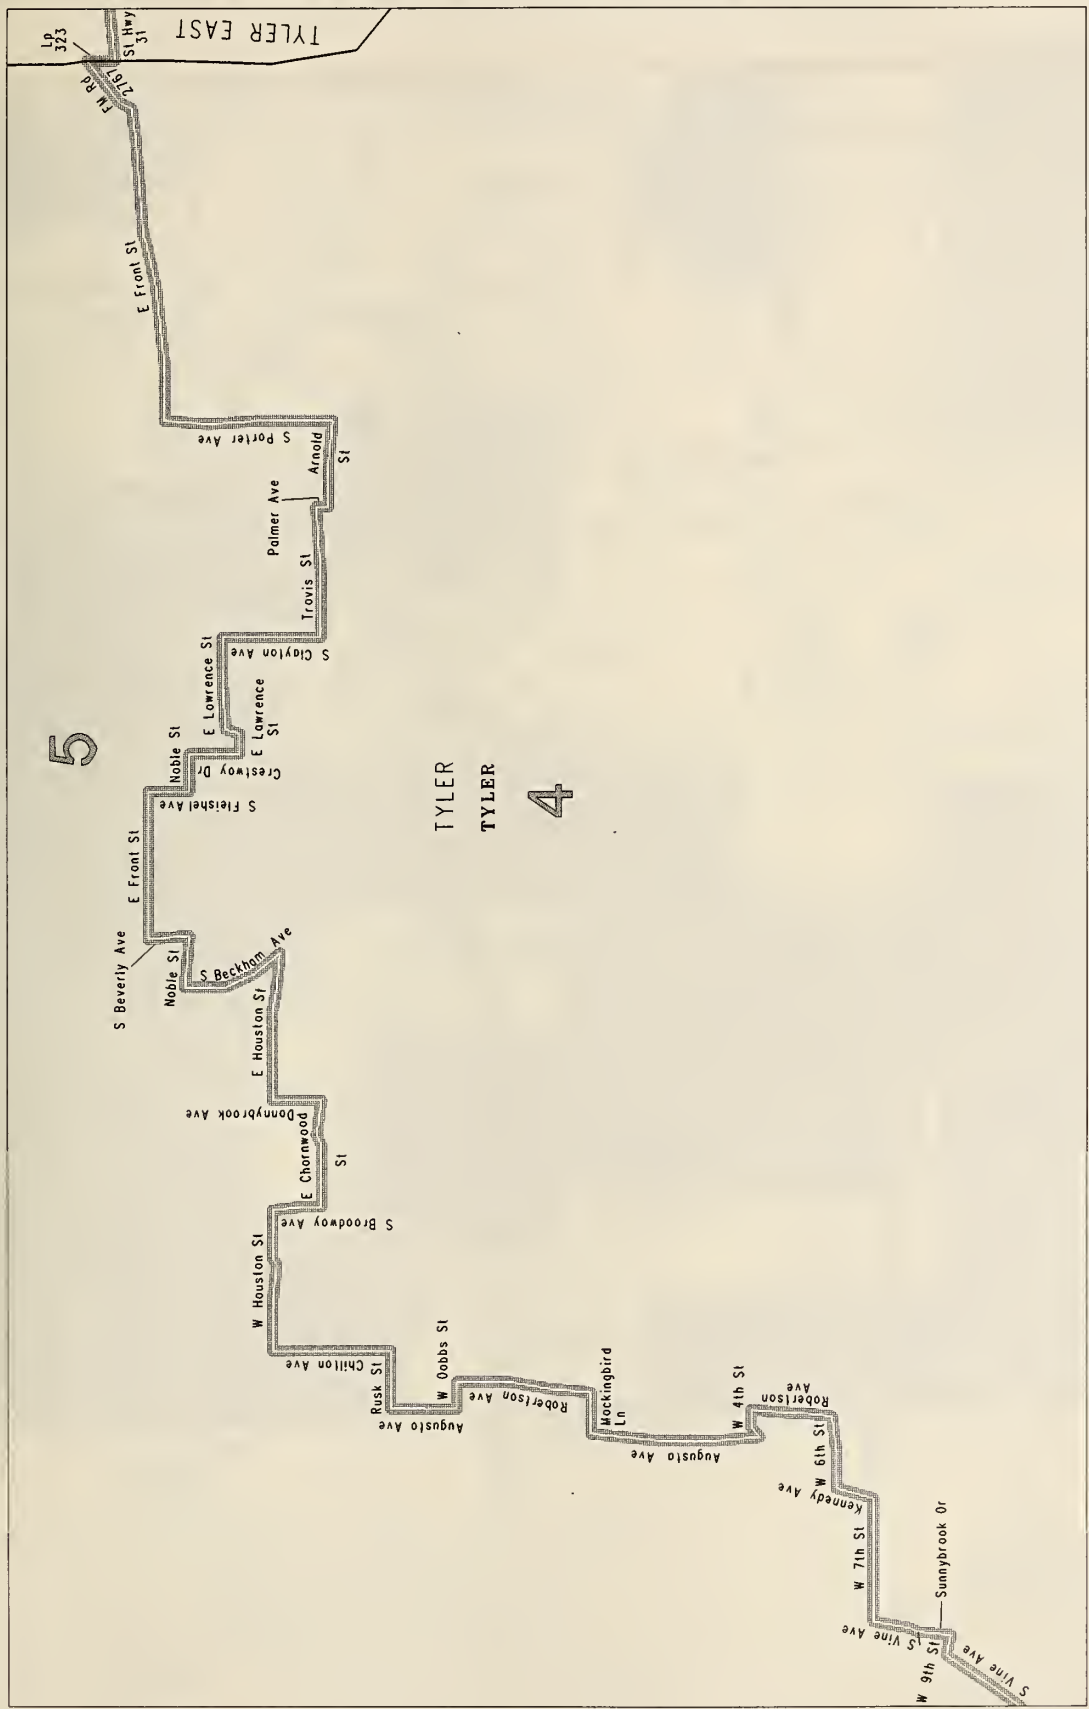 Lp
323
St Hwy
31
TYLER EAST
FM Rd
2767
E Front St
S Porter Ave
Arnold
St
Palmer Ave
Travis St
S Clayton Ave
E Lawrence St
E Lawrence
St
Crestway Dr
Noble St
S Fleishel Ave
5
E Front St
S Beverly Ave
Noble St
S Beckham Ave
TYLER
TYLER
4
E Houston St
Donnybrook Ave
E Charnwood
St
S Broadway Ave
W Houston St
Chilton Ave
Rusk St
Augusta Ave
W Dobbs St
Robertson Ave
Mockingbird
Ln
Augusta Ave
W 4th St
Robertson
Ave
W 6th St
Kennedy Ave
W 7th St
S Vine Ave
Sunnybrook Dr
W 9th St
S Vine Ave